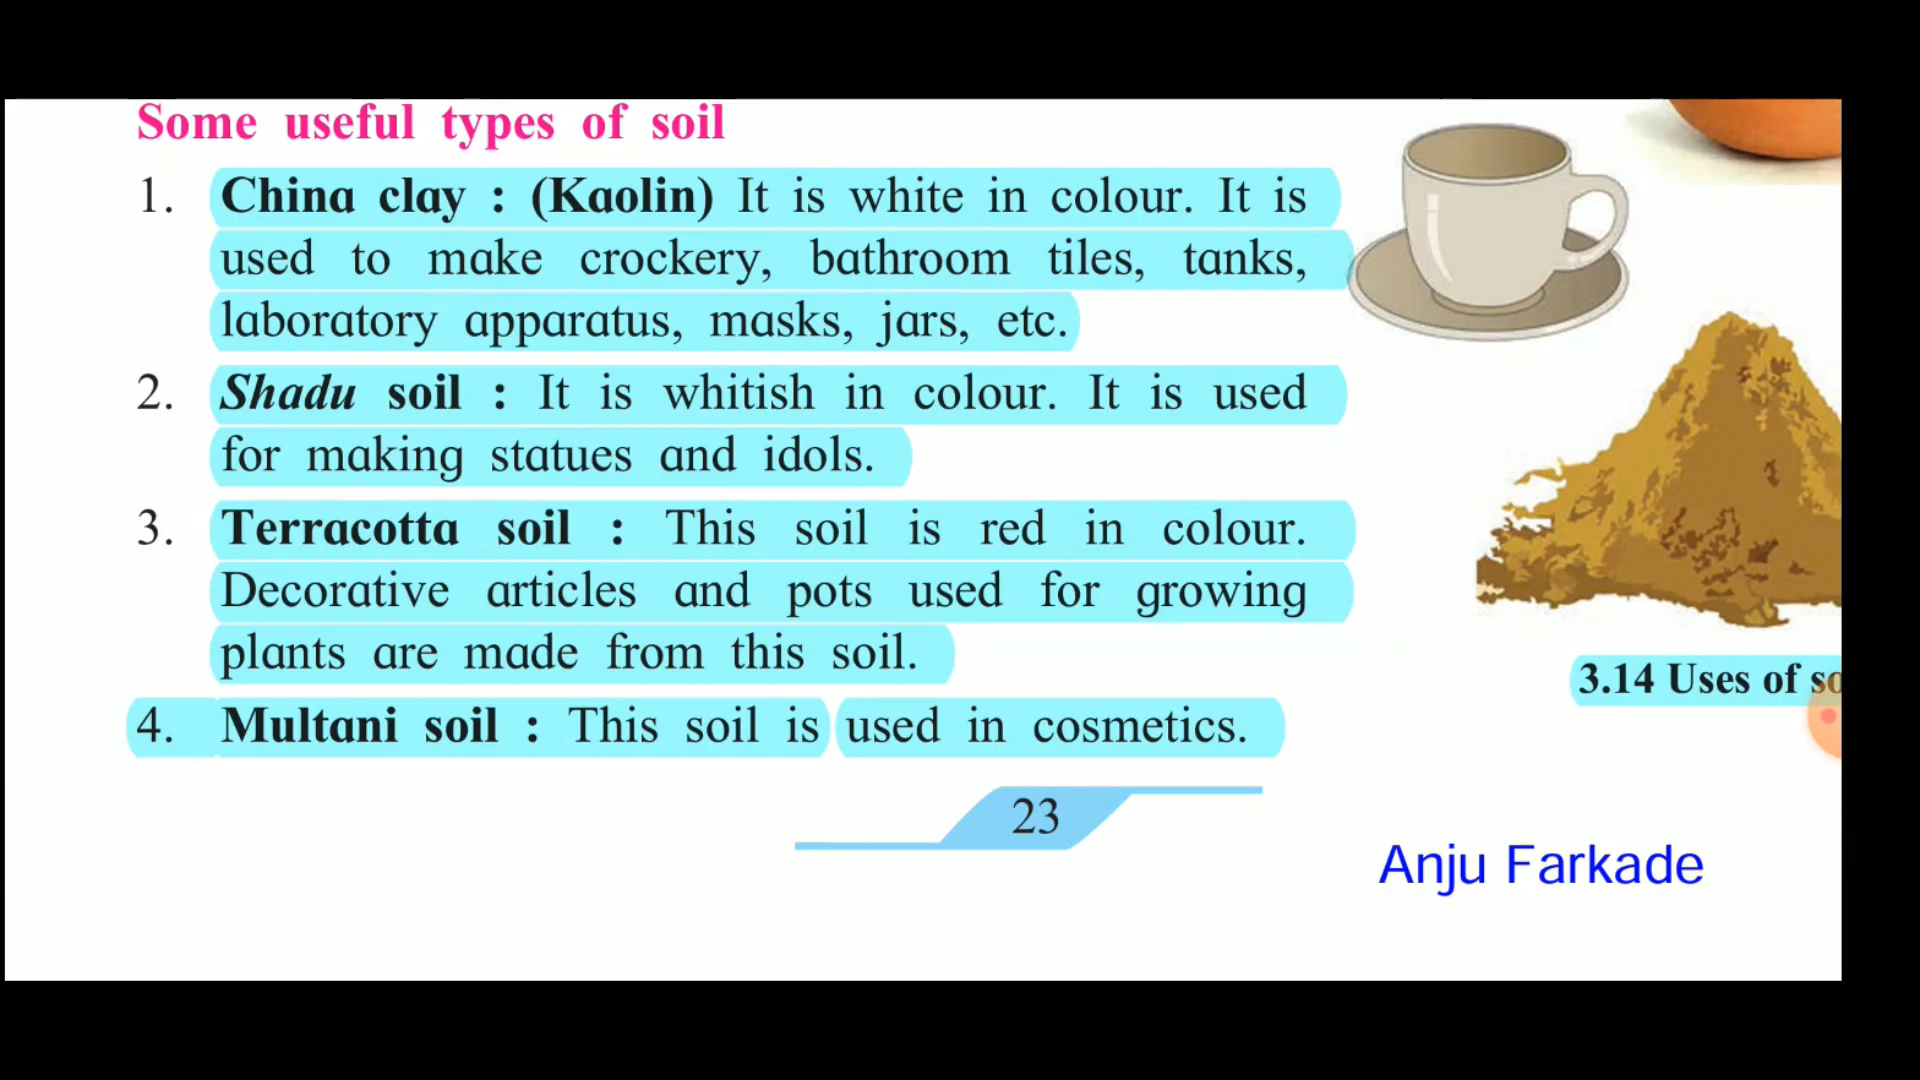 Some useful types of soil
1. China clay : (Kaolin) It is white in colour. It is
used to make crockery, bathroom tiles, tanks,
laboratory apparatus, masks, jars, etc.
2. Shadu soil : It is whitish in colour. It is used
for making statues and idols.
3. Terracotta soil : This soil is red in colour.
Decorative articles and pots used for growing
plants are made from this soil.
4. Multani soil : This soil is used in cosmetics.
3.14 Uses of
23
Anju Farkade